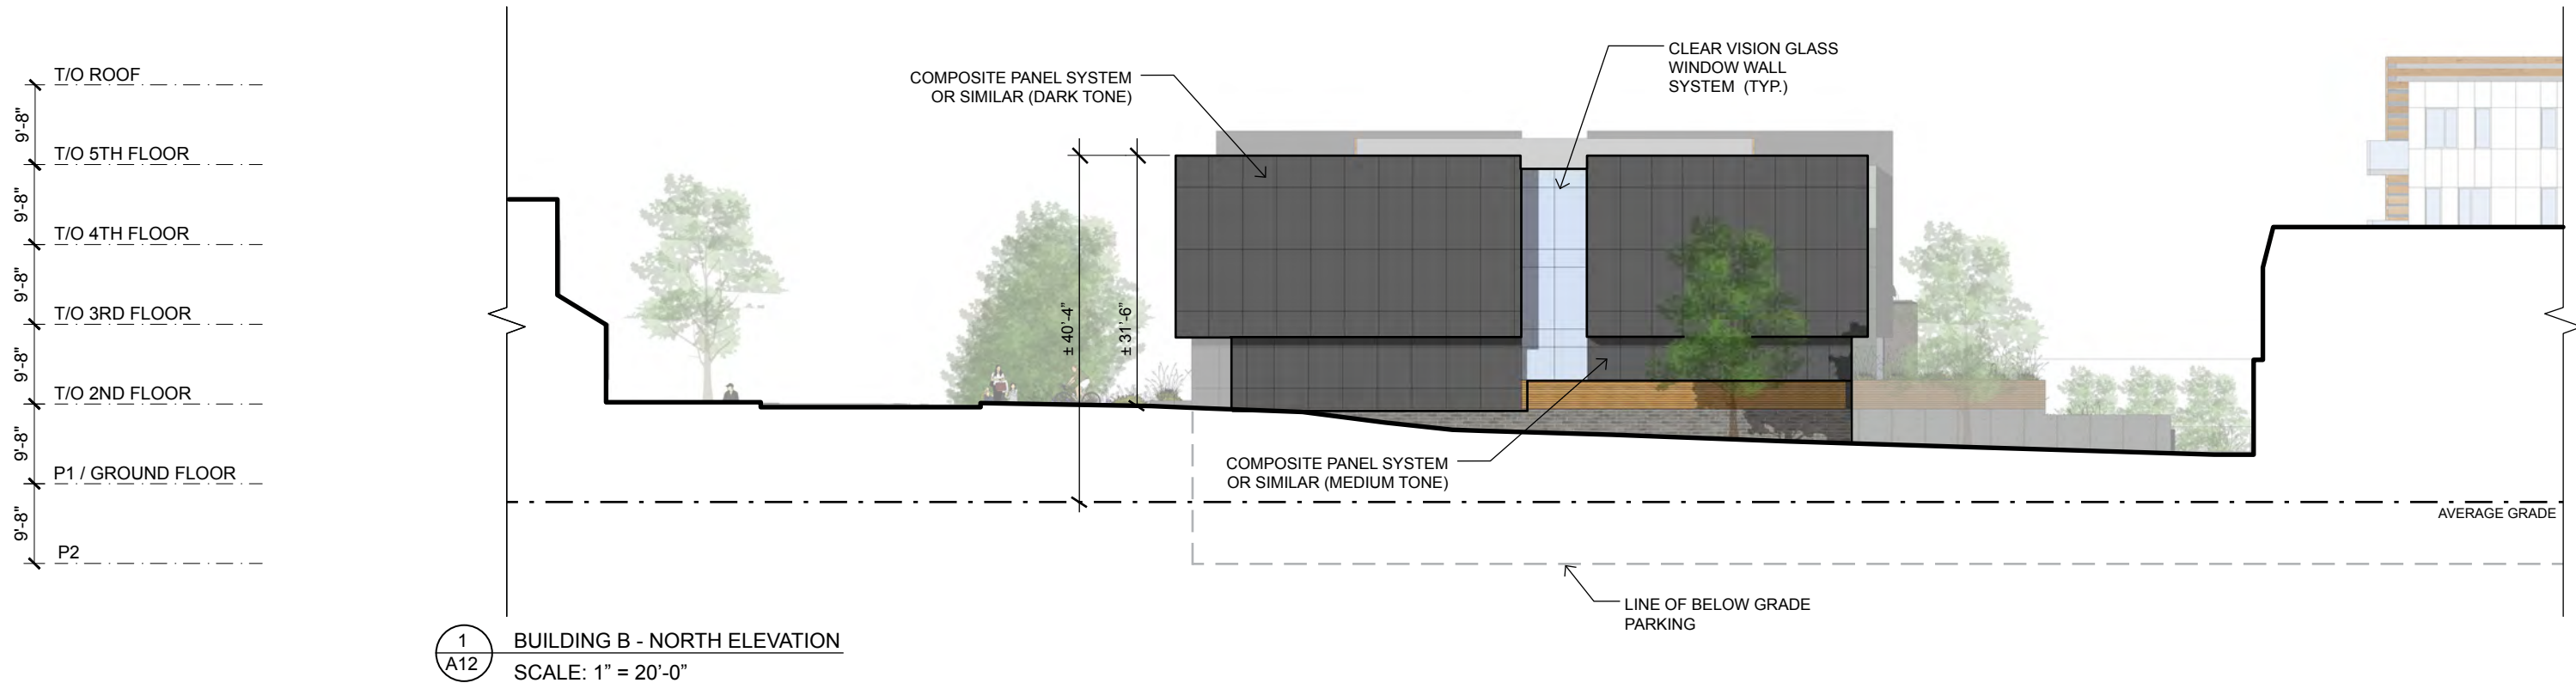 T/O ROOF
9'-8"
T/O 5TH FLOOR
9'-8"
T/O 4TH FLOOR
9'-8"
T/O 3RD FLOOR
9'-8"
T/O 2ND FLOOR
9'-8"
P1 / GROUND FLOOR
9'-8"
P2
COMPOSITE PANEL SYSTEM
OR SIMILAR (DARK TONE)
CLEAR VISION GLASS
WINDOW WALL
SYSTEM (TYP.)
± 40’-4”
± 31’-6”
COMPOSITE PANEL SYSTEM
OR SIMILAR (MEDIUM TONE)
AVERAGE GRADE
LINE OF BELOW GRADE
PARKING
1
A12
BUILDING B - NORTH ELEVATION
SCALE: 1” = 20’-0”